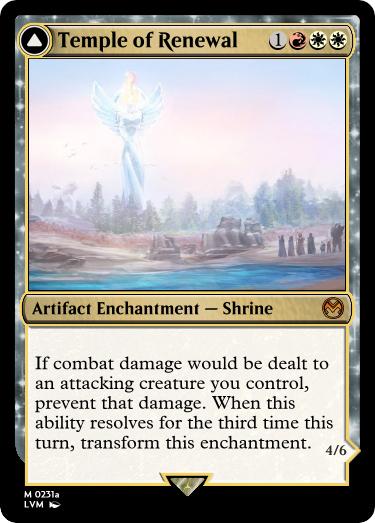 Temple of Renewal 1
Artifact Enchantment — Shrine
If combat damage would be dealt to
an attacking creature you control,
prevent that damage. When this
ability resolves for the third time this
turn, transform this enchantment.
4/6
M 0231a
LVM